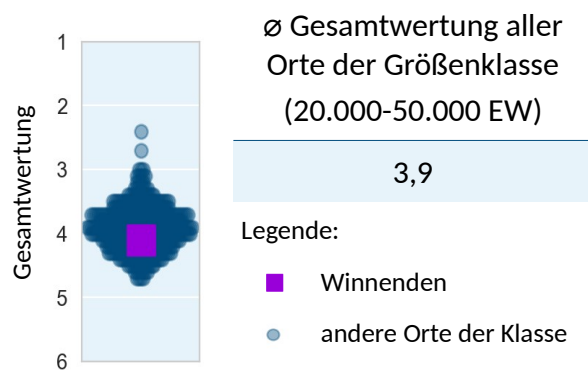 ⌀ Gesamtwertung aller
Orte der Größenklasse
(20.000-50.000 EW)
3,9
Legende:
Winnenden
andere Orte der Klasse
Gesamtwertung
1
2
3
4
5
6